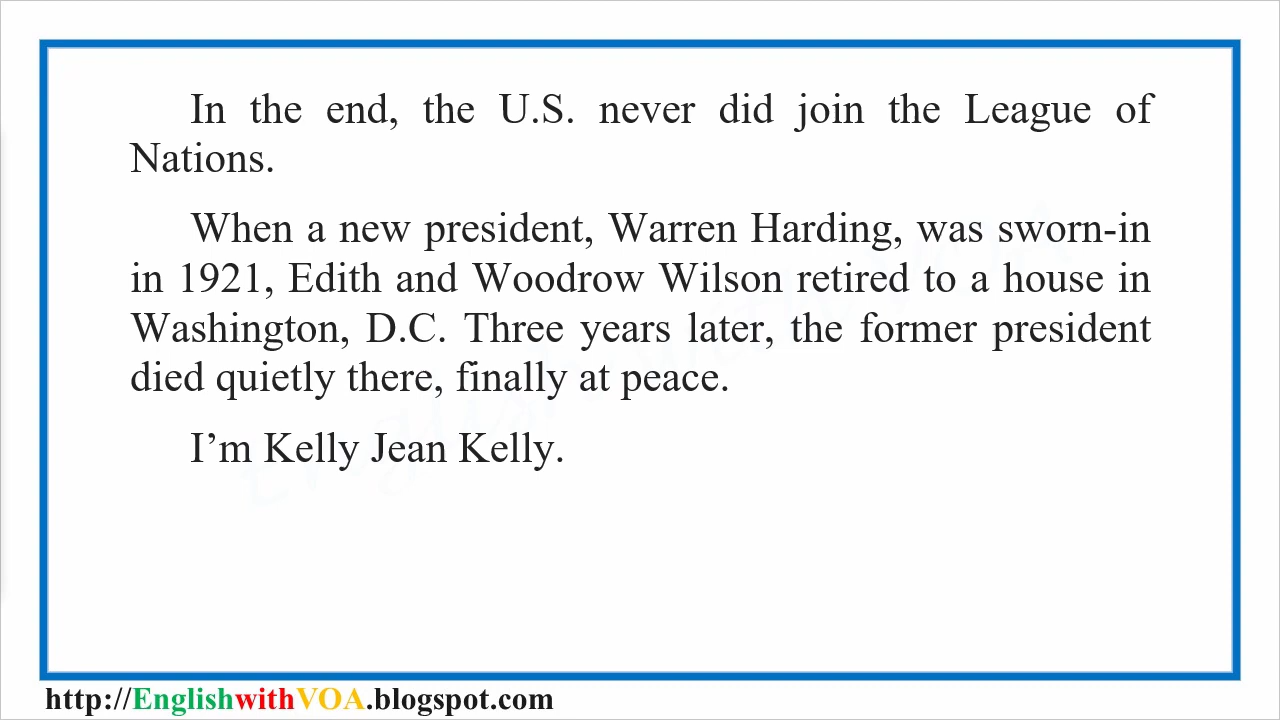 In the end, the U.S. never did join the League of
Nations.
When a new president, Warren Harding, was sworn-in
in 1921, Edith and Woodrow Wilson retired to a house in
Washington, D.C. Three years later, the former president
died quietly there, finally at peace.
I’m Kelly Jean Kelly.
http://EnglishwithVOA.blogspot.com